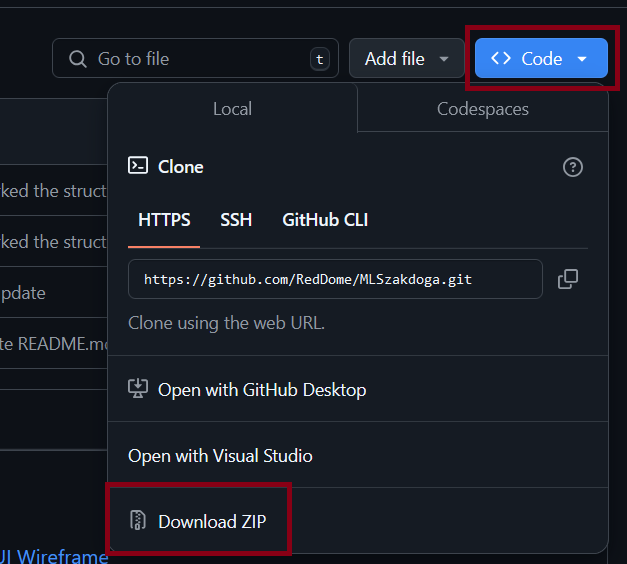 Go to file
t
Add file
Code
Local
Codespaces
ked the struct
ked the struct
pdate
te README.m
Clone
HTTPS
SSH
GitHub CLI
https://github.com/RedDome/MLSzakdoga.git
Clone using the web URL.
Open with GitHub Desktop
Open with Visual Studio
Download ZIP
UI Wireframe